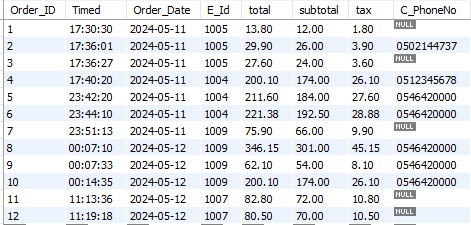 Order_ID Timed Order_Date E_Id total subtotal tax C_PhoneNo
1 17:30:30 2024-05-11 1005 13.80 12.00 1.80 NULL
2 17:36:01 2024-05-11 1005 29.90 26.00 3.90 0502144737
3 17:36:27 2024-05-11 1005 27.60 24.00 3.60 NULL
4 17:40:20 2024-05-11 1004 200.10 174.00 26.10 0512345678
5 23:42:20 2024-05-11 1004 211.60 184.00 27.60 0546420000
6 23:44:10 2024-05-11 1004 221.38 192.50 28.88 0546420000
7 23:51:13 2024-05-11 1009 75.90 66.00 9.90 NULL
8 00:07:10 2024-05-12 1009 346.15 301.00 45.15 0546420000
9 00:07:33 2024-05-12 1009 62.10 54.00 8.10 0546420000
10 00:14:35 2024-05-12 1009 200.10 174.00 26.10 0546420000
11 11:13:36 2024-05-12 1007 82.80 72.00 10.80 NULL
12 11:19:18 2024-05-12 1007 80.50 70.00 10.50 NULL